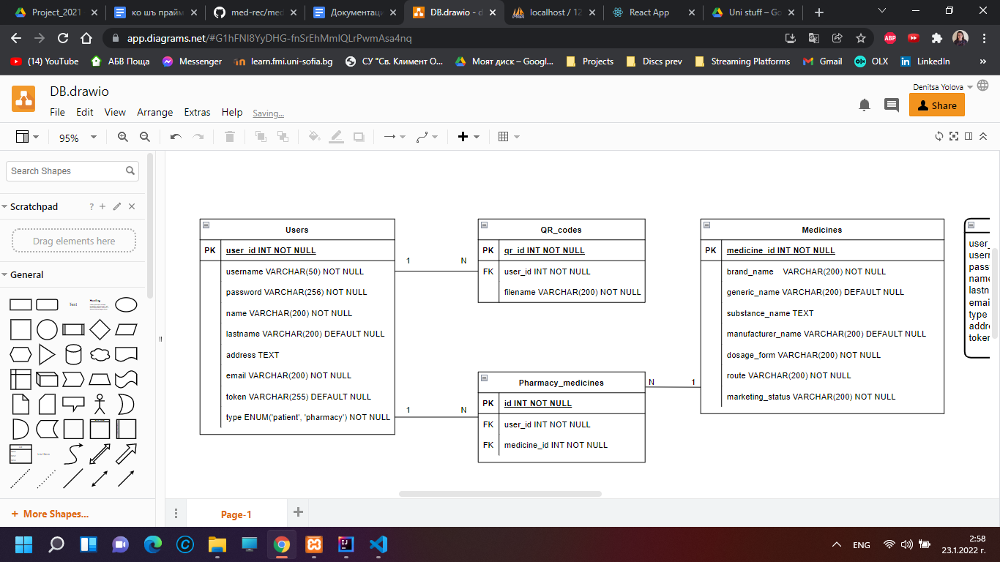 Project_2021
ко шъ прайм
med-rec/med
Документаци
DB.drawio - d
localhost / 12
React App
Uni stuff – Go
app.diagrams.net/#G1hFNI8YyDHG-fnSrEhMmIQLrPwmAsa4nq
(14) YouTube
АБВ Поща
Messenger
learn.fmi.uni-sofia.bg
СУ "Св. Климент О...
Моят диск – Googl...
Projects
Discs prev
Streaming Platforms
Gmail
OLX
LinkedIn
»
DB.drawio
Denitsa Yolova
File Edit View Arrange Extras Help Saving...
Share
95%
Search Shapes
Scratchpad
?
Drag elements here
General
Text
Heading
More Shapes...
Users
PK user_id INT NOT NULL
username VARCHAR(50) NOT NULL
password VARCHAR(256) NOT NULL
name VARCHAR(200) NOT NULL
lastname VARCHAR(200) DEFAULT NULL
address TEXT
email VARCHAR(200) NOT NULL
token VARCHAR(255) DEFAULT NULL
type ENUM('patient', 'pharmacy') NOT NULL
1 N
1 N
QR_codes
PK qr_id INT NOT NULL
FK user_id INT NOT NULL
filename VARCHAR(200) NOT NULL
Pharmacy_medicines
PK id INT NOT NULL
FK user_id INT NOT NULL
FK medicine_id INT NOT NULL
N 1
Medicines
PK medicine_id INT NOT NULL
brand_name VARCHAR(200) NOT NULL
generic_name VARCHAR(200) DEFAULT NULL
substance_name TEXT
manufacturer_name VARCHAR(200) DEFAULT NULL
dosage_form VARCHAR(200) NOT NULL
route VARCHAR(200) NOT NULL
marketing_status VARCHAR(200) NOT NULL
user_
usern
pass
name
lastn
emai
type
addre
token
Page-1
ENG
2:58
23.1.2022 г.